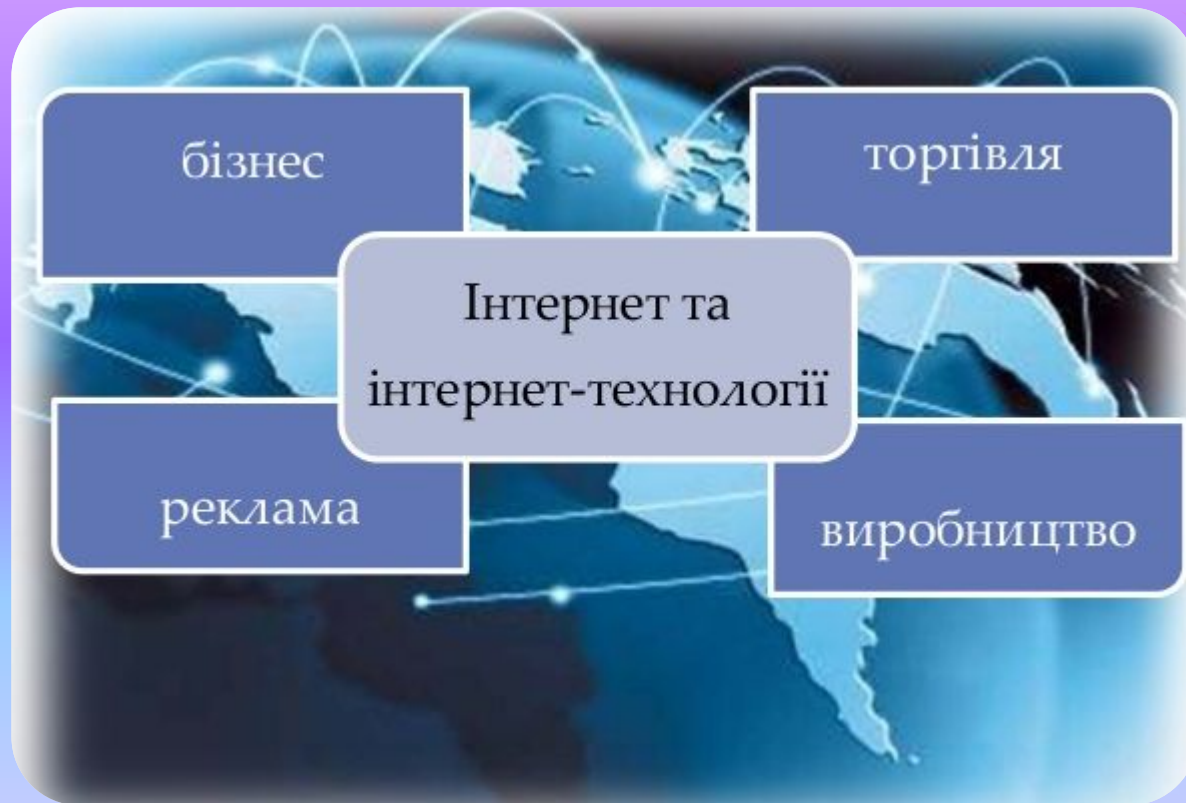 бізнес
торгівля
Інтернет та
інтернет-технології
реклама
виробництво